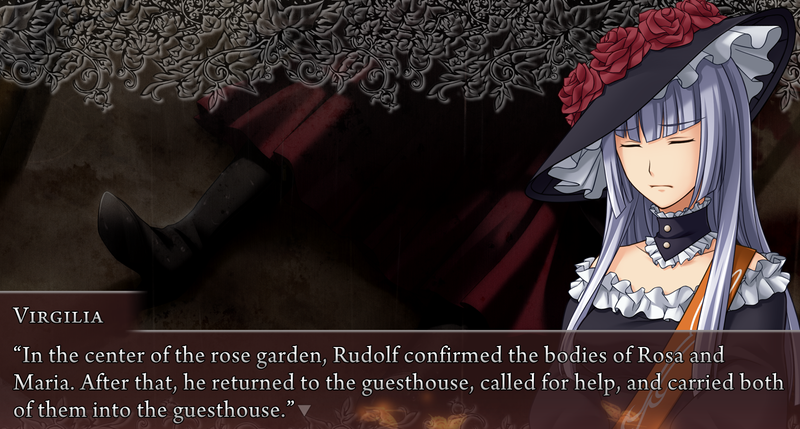 Virgilia
“In the center of the rose garden, Rudolf confirmed the bodies of Rosa and
Maria. After that, he returned to the guesthouse, called for help, and carried both
of them into the guesthouse.”